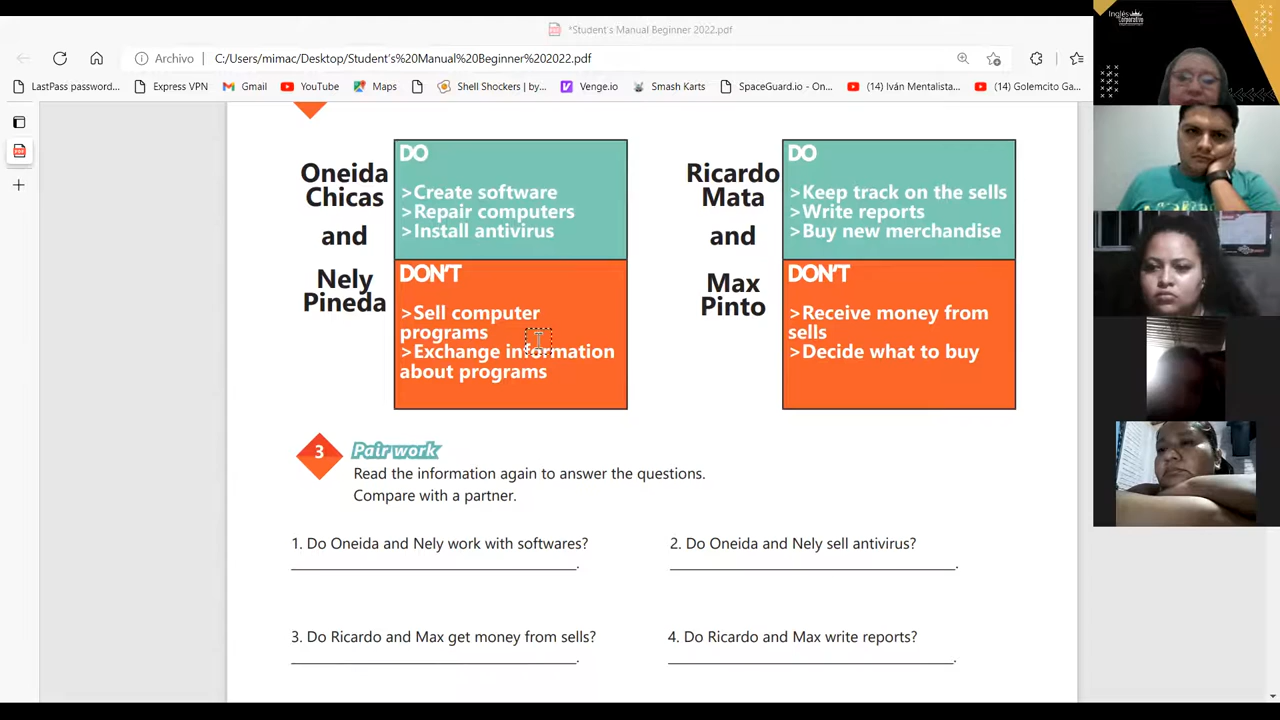 *Student's Manual Beginner 2022.pdf
Archivo
C:/Users/mimac/Desktop/Student's%20Manual%20Beginner%202022.pdf
LastPass password...
Express VPN
Gmail
YouTube
Maps
Shell Shockers | by...
Venge.io
Smash Karts
SpaceGuard.io - On...
(14) Iván Mentalista...
(14) Golemcito Ga...
Inglés
Corporativo
Oneida
Chicas
and
Nely
Pineda
DO
>Create software
>Repair computers
>Install antivirus
DON'T
>Sell computer
programs
>Exchange information
about programs
Ricardo
Mata
and
Max
Pinto
DO
>Keep track on the sells
>Write reports
>Buy new merchandise
DON'T
>Receive money from
sells
>Decide what to buy
3
Pair work
Read the information again to answer the questions.
Compare with a partner.
1. Do Oneida and Nely work with softwares?
2. Do Oneida and Nely sell antivirus?
3. Do Ricardo and Max get money from sells?
4. Do Ricardo and Max write reports?